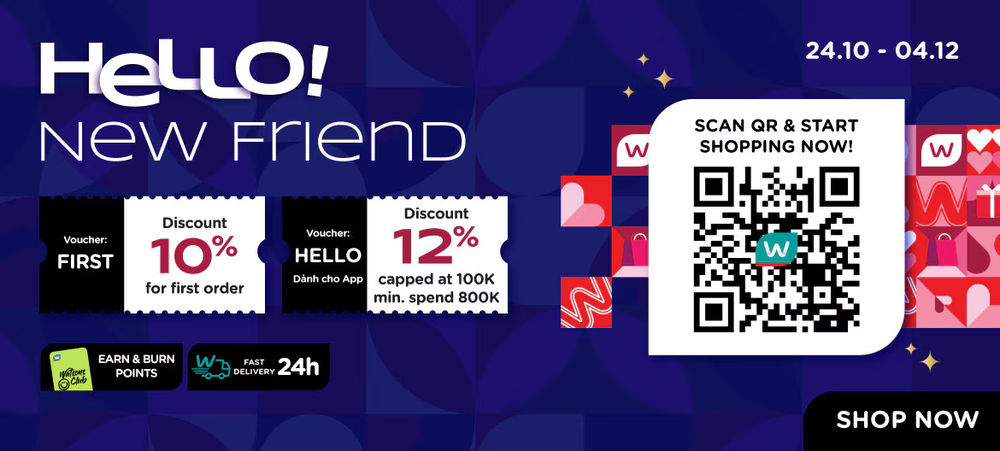 HELLO!
New Friend
24.10 - 04.12
SCAN QR & START
SHOPPING NOW!
W
W
W
Voucher:
FIRST
Discount
10%
for first order
Voucher:
HELLO
Dành cho App
Discount
12%
capped at 100K
min. spend 800K
W
Watsons
Club
EARN & BURN
POINTS
W
FAST
DELIVERY
24h
SHOP NOW